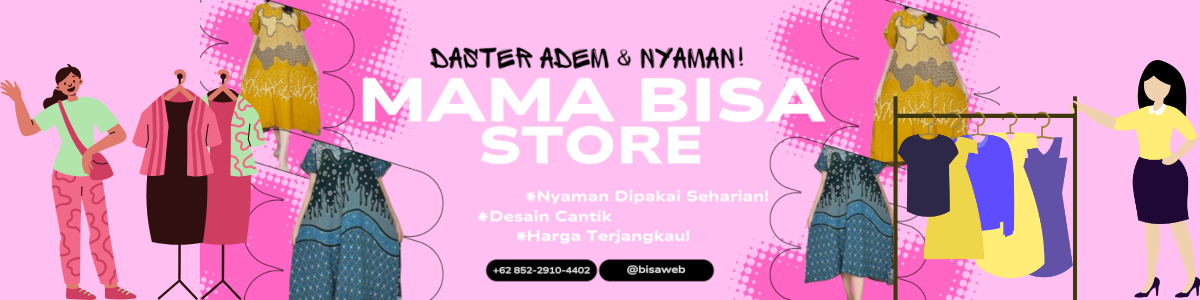 DASTER ADEM & NYAMAN!
MAMA BISA
STORE
*Nyaman Dipakai Seharian!
*Desain Cantik
*Harga Terjangkau!
+62 852-2910-4402
@bisaweb